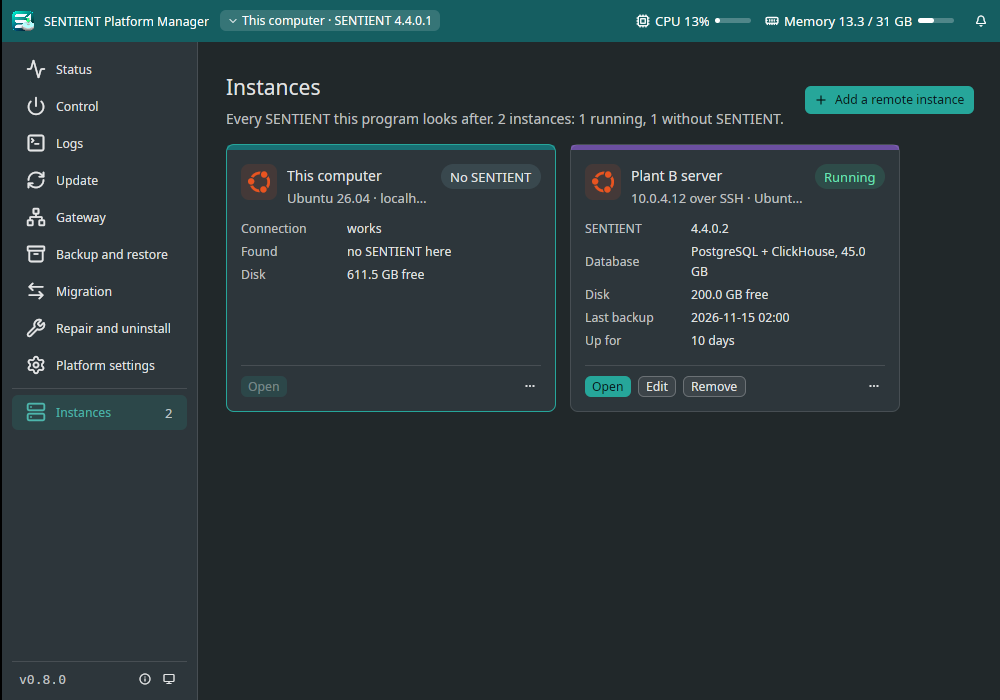 SENTIENT Platform Manager
This computer · SENTIENT 4.4.0.1
CPU 13%
Memory 13.3 / 31 GB
Status
Control
Logs
Update
Gateway
Backup and restore
Migration
Repair and uninstall
Platform settings
Instances 2
v0.8.0
Instances
Every SENTIENT this program looks after. 2 instances: 1 running, 1 without SENTIENT.
+ Add a remote instance
This computer
No SENTIENT
Ubuntu 26.04 · localh...
Connection works
Found no SENTIENT here
Disk 611.5 GB free
Open
...
Plant B server
Running
10.0.4.12 over SSH · Ubunt...
SENTIENT 4.4.0.2
Database PostgreSQL + ClickHouse, 45.0
GB
Disk 200.0 GB free
Last backup 2026-11-15 02:00
Up for 10 days
Open Edit Remove
...